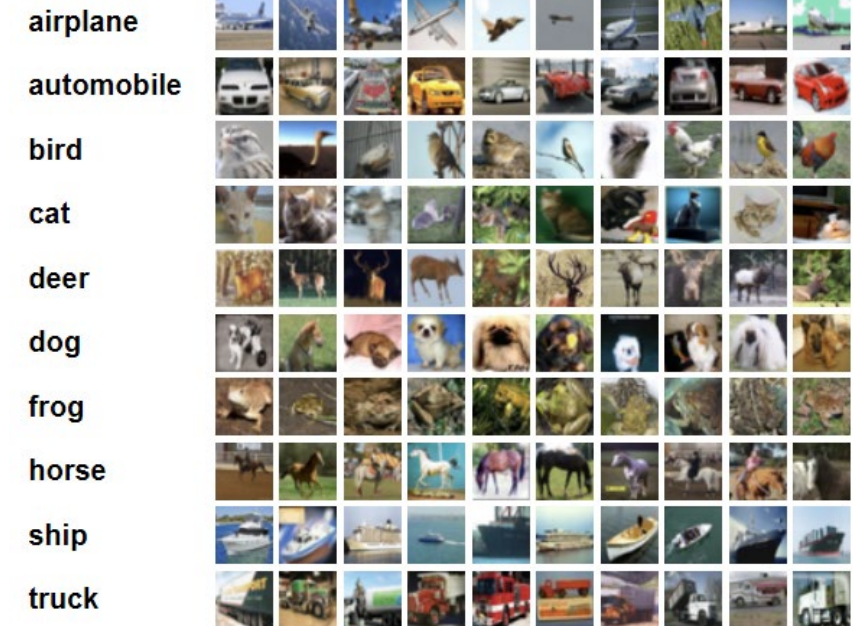 airplane
automobile
bird
cat
deer
dog
frog
horse
ship
truck